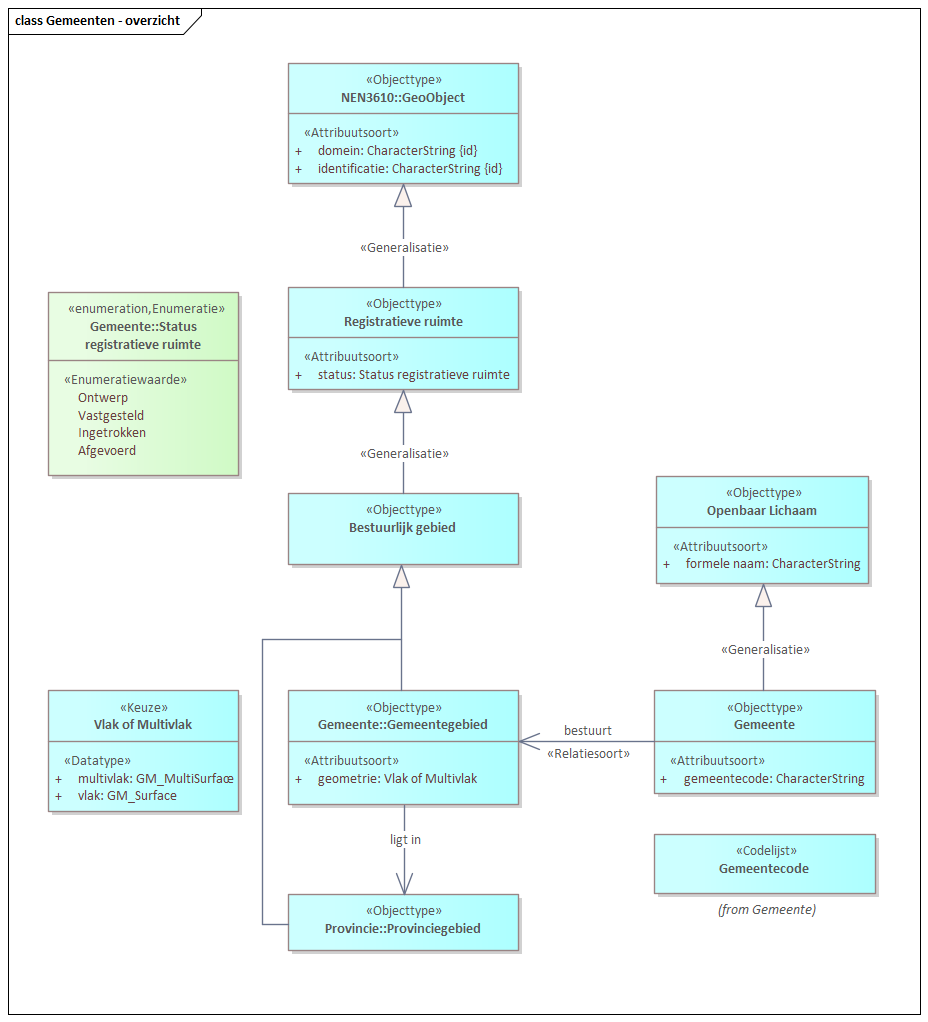 class Gemeenten - overzicht
«Objecttype»
NEN3610::GeoObject
«Attribuutsoort»
+ domein: CharacterString {id}
+ identificatie: CharacterString {id}
«Generalisatie»
«enumeration,Enumeratie»
Gemeente::Status
registratieve ruimte
«Enumeratiewaarde»
Ontwerp
Vastgesteld
Ingetrokken
Afgevoerd
«Objecttype»
Registratieve ruimte
«Attribuutsoort»
+ status: Status registratieve ruimte
«Generalisatie»
«Objecttype»
Bestuurlijk gebied
«Objecttype»
Openbaar Lichaam
«Attribuutsoort»
+ formele naam: CharacterString
«Generalisatie»
«Keuze»
Vlak of Multivlak
«Datatype»
+ multivlak: GM_MultiSurface
+ vlak: GM_Surface
«Objecttype»
Gemeente::Gemeentegebied
«Attribuutsoort»
+ geometrie: Vlak of Multivlak
bestuurt
«Relatiesoort»
«Objecttype»
Gemeente
«Attribuutsoort»
+ gemeentecode: CharacterString
ligt in
«Codelijst»
Gemeentecode
(from Gemeente)
«Objecttype»
Provincie::Provinciegebied